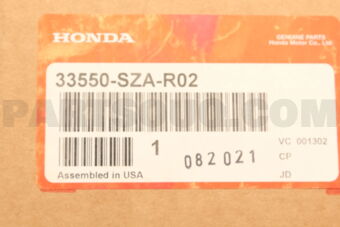 HONDA
GENUINE PARTS
Honda Motor Co., Ltd.
33550-SZA-R02
1
082021
VC 001302
CP
JD
Assembled in USA
PARTSOUQ.COM